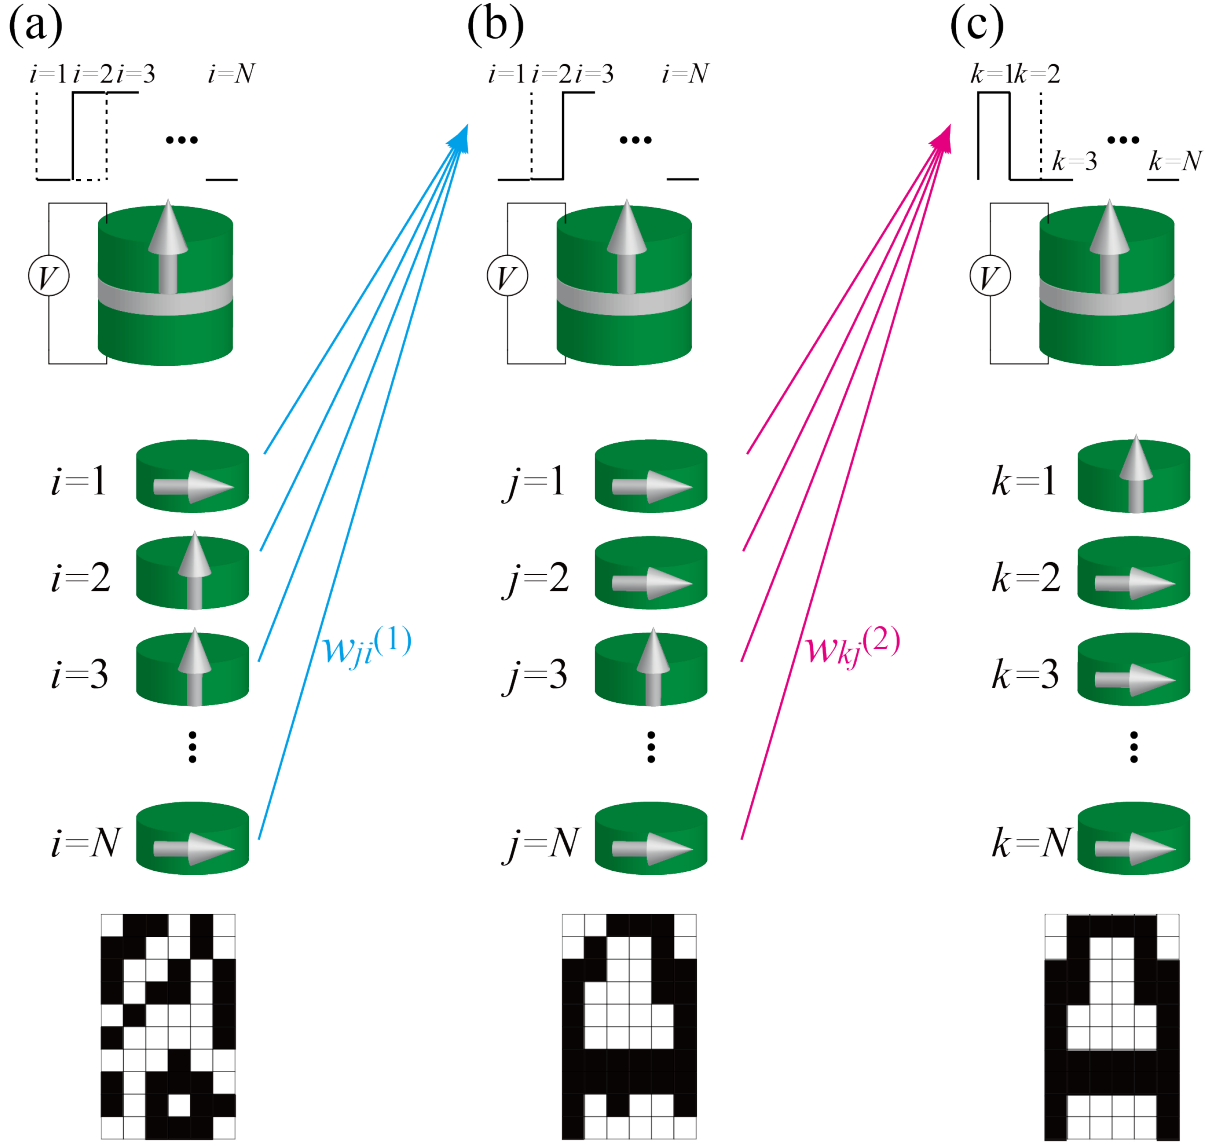 (a)
i=1 i=2 i=3 i=N
•••
V
i=1
i=2
i=3
i=N
wji(1)
(b)
i=1 i=2 i=3 i=N
•••
V
j=1
j=2
j=3
j=N
wkj(2)
(c)
k=1 k=2
•••
k=3 k=N
V
k=1
k=2
k=3
k=N